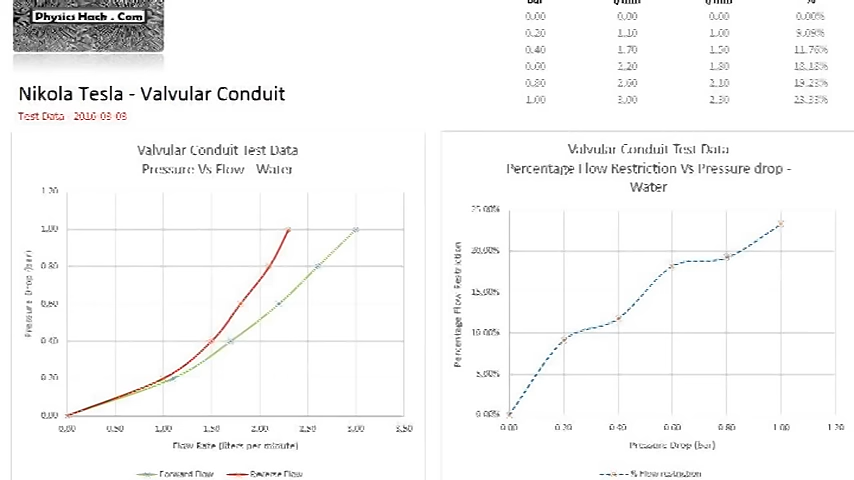 Physics Hack . Com
Bar l/min l/min %
0.00 0.00 0.00 0.00%
0.20 1.10 1.00 9.09%
0.40 1.70 1.50 11.76%
0.60 2.20 1.80 18.18%
0.80 2.60 2.10 19.23%
1.00 3.00 2.30 23.33%
Nikola Tesla - Valvular Conduit
Test Data - 2016-03-03
Valvular Conduit Test Data
Pressure Vs Flow - Water
1.20
1.00
0.80
0.60
0.40
0.20
0.00
Pressure Drop (bar)
0.00 0.50 1.00 1.50 2.00 2.50 3.00 3.50
Flow Rate (liters per minute)
Forward Flow Reverse Flow
Valvular Conduit Test Data
Percentage Flow Restriction Vs Pressure drop -
Water
25.00%
20.00%
15.00%
10.00%
5.00%
0.00%
Percentage Flow Restriction
0.00 0.20 0.40 0.60 0.80 1.00 1.20
Pressure Drop (bar)
% Flow restriction